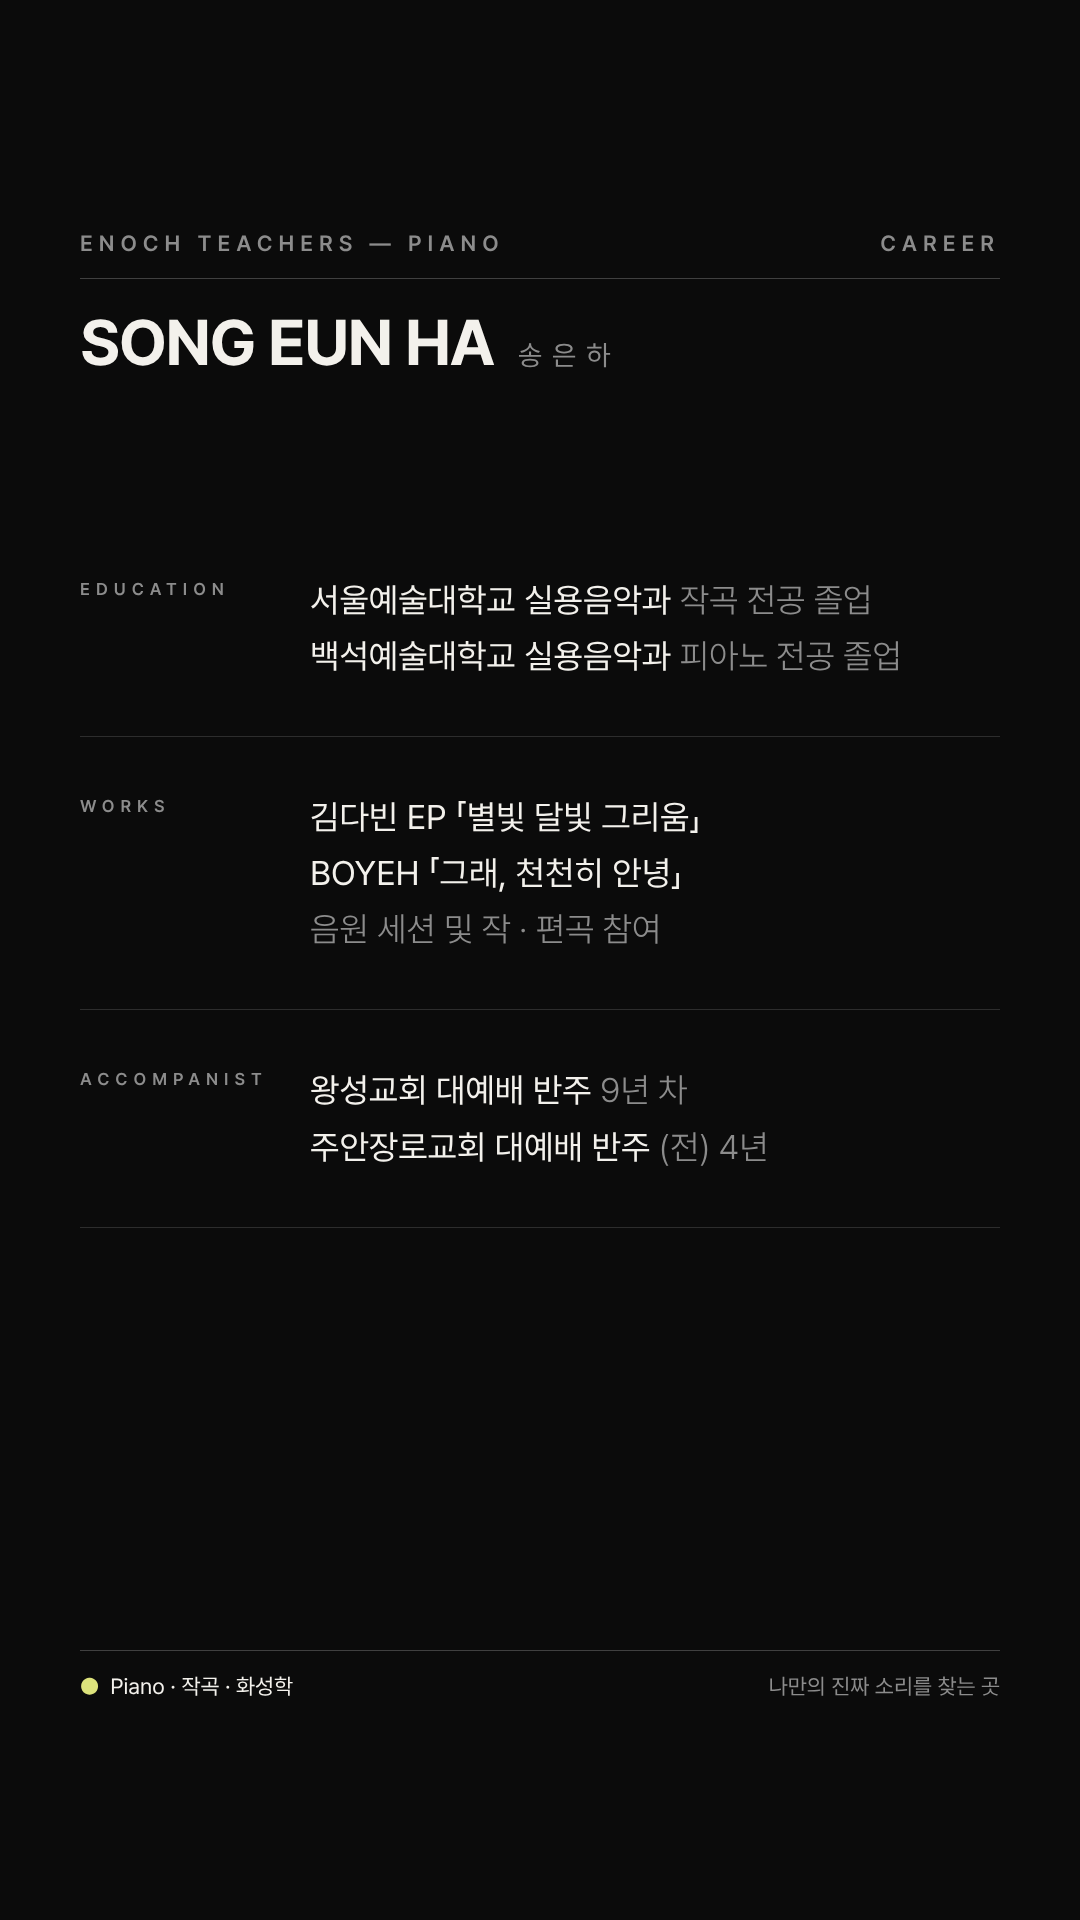 ENOCH TEACHERS — PIANO
CAREER
SONG EUN HA 송은하
EDUCATION
서울예술대학교 실용음악과 작곡 전공 졸업
백석예술대학교 실용음악과 피아노 전공 졸업
WORKS
김다빈 EP「별빛 달빛 그리움」
BOYEH「그래, 천천히 안녕」
음원 세션 및 작 · 편곡 참여
ACCOMPANIST
왕성교회 대예배 반주 9년 차
주안장로교회 대예배 반주 (전) 4년
Piano · 작곡 · 화성학
나만의 진짜 소리를 찾는 곳